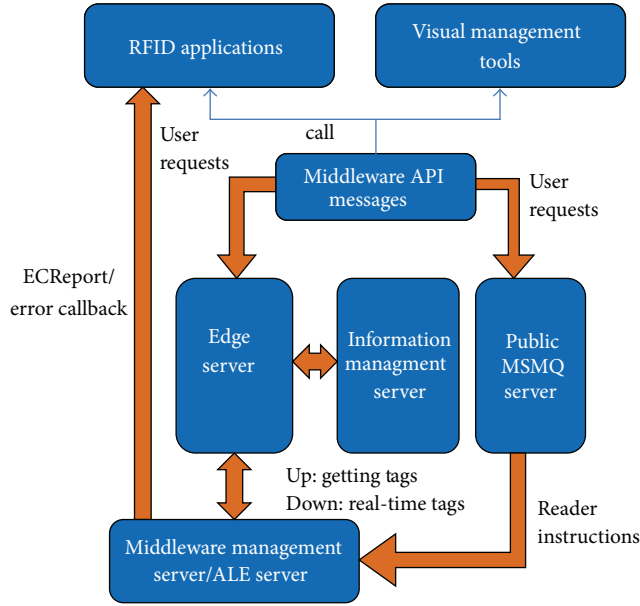 RFID applications
Visual management
tools
User
requests
call
Middleware API
messages
User
requests
ECReport/
error callback
Edge
server
Information
managment
server
Public
MSMQ
server
Up: getting tags
Down: real-time tags
Reader
instructions
Middleware management
server/ALE server